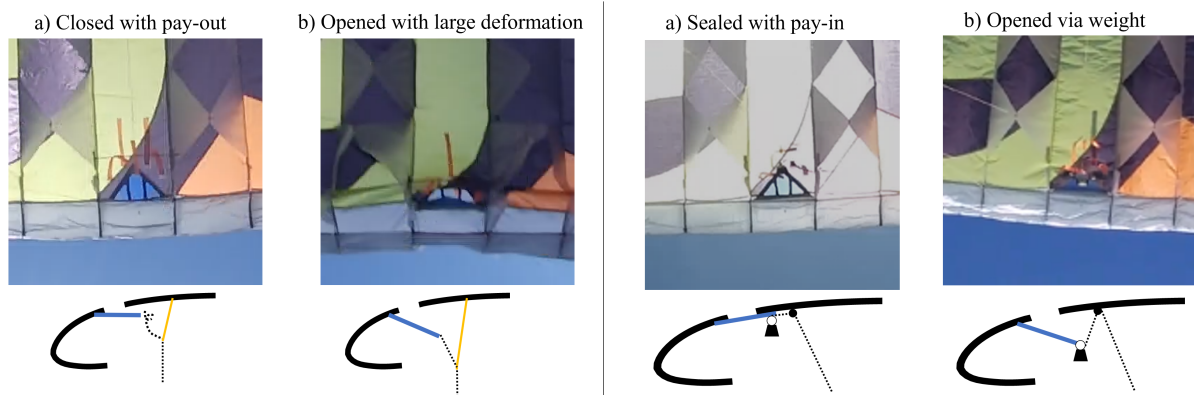 a) Closed with pay-out
b) Opened with large deformation
a) Sealed with pay-in
b) Opened via weight